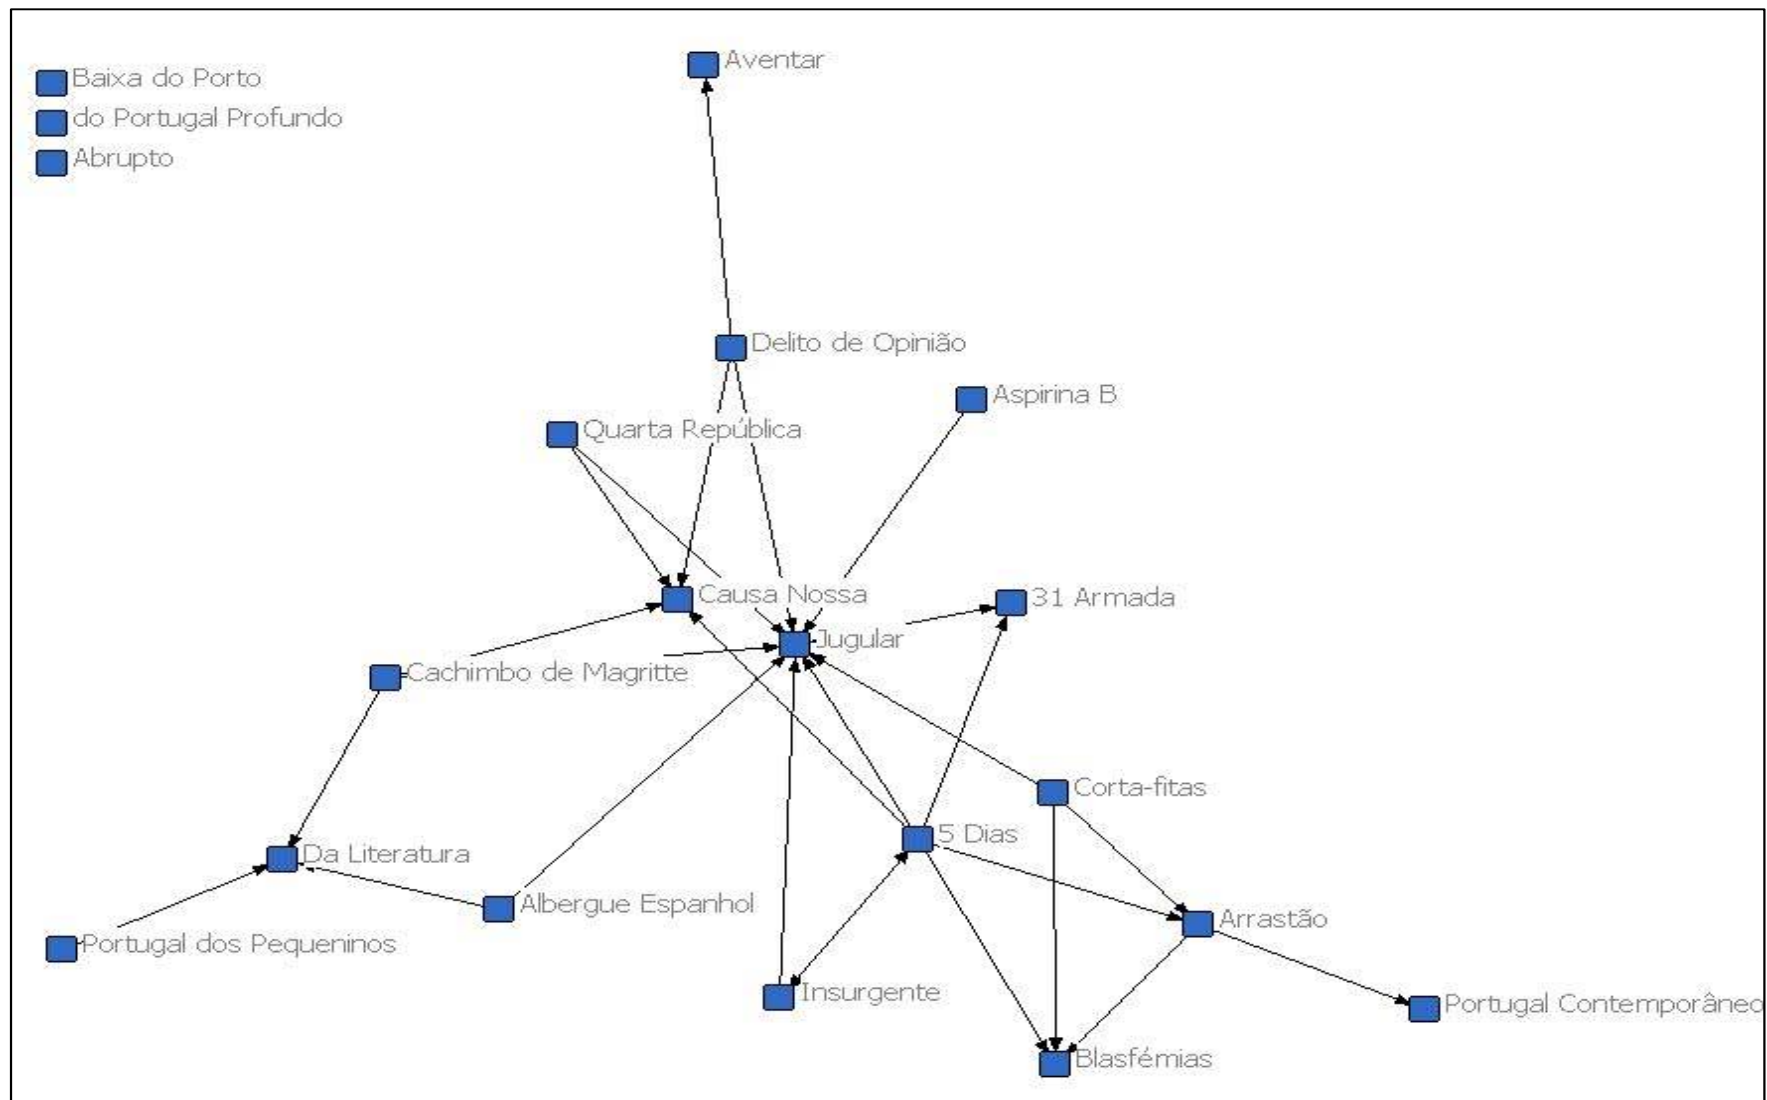 Aventar
Baixa do Porto
do Portugal Profundo
Abrupto
Delito de Opinião
Aspirina B
Quarta República
Causa Nossa
31 Armada
Jugular
Cachimbo de Magritte
Corta-fitas
5 Dias
Da Literatura
Albergue Espanhol
Arrastão
Portugal dos Pequeninos
Insurgente
Portugal Contemporâneo
Blasfémias